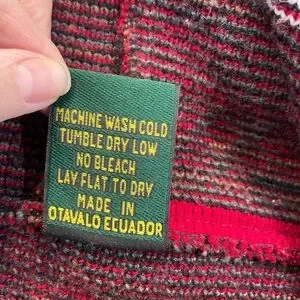 MACHINE WASH COLD
TUMBLE DRY LOW
NO BLEACH
LAY FLAT TO DRY
MADE IN
OTAVALO ECUADOR